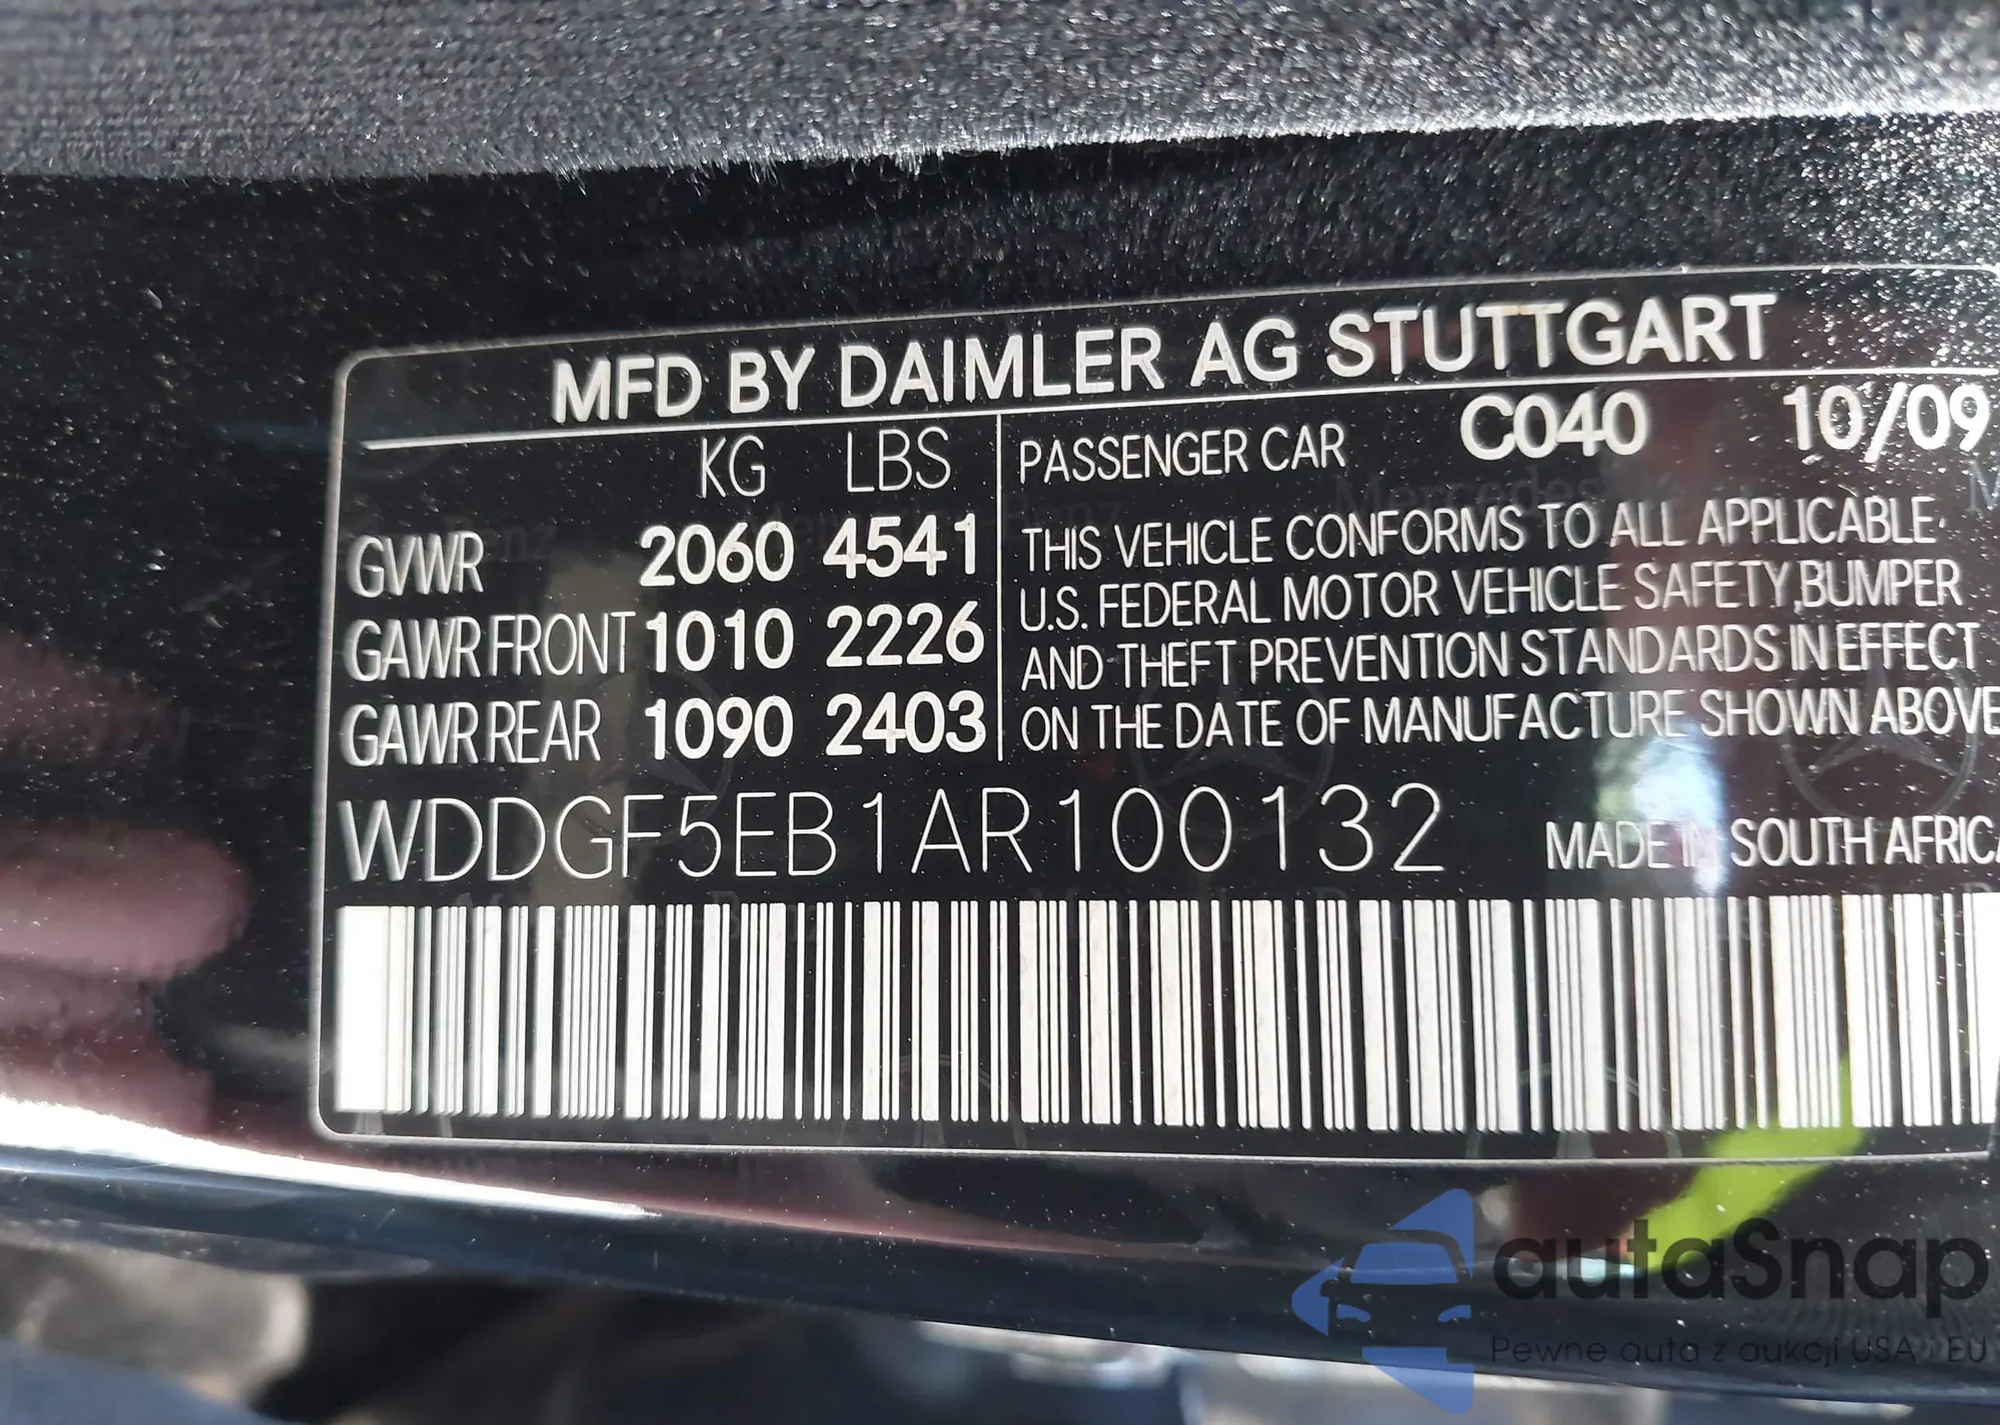 MFD BY DAIMLER AG STUTTGART
KG LBS
PASSENGER CAR C040 10/09
GVWR 2060 4541
GAWR FRONT 1010 2226
GAWR REAR 1090 2403
THIS VEHICLE CONFORMS TO ALL APPLICABLE
U.S. FEDERAL MOTOR VEHICLE SAFETY,BUMPER
AND THEFT PREVENTION STANDARDS IN EFFECT
ON THE DATE OF MANUFACTURE SHOWN ABOVE
WDDGF5EB1AR100132
MADE IN SOUTH AFRICA
autaSnap
Pewne auta z aukcji USA i EU